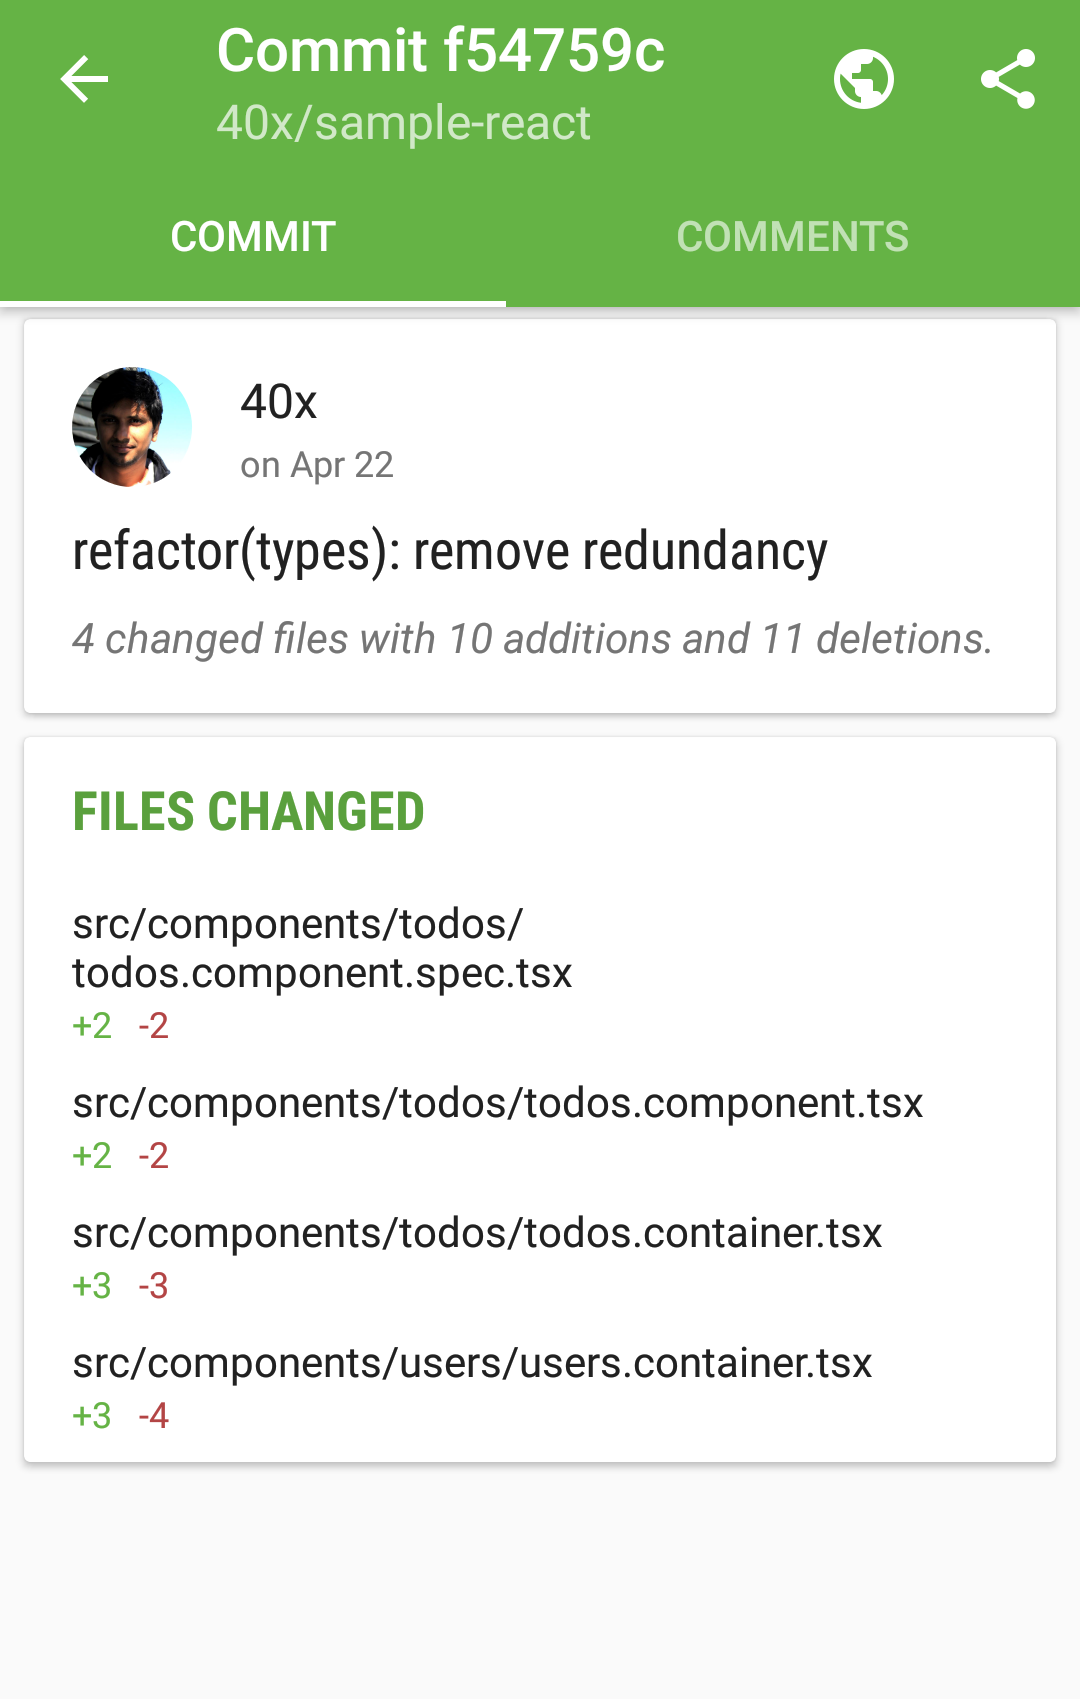 Commit f54759c
40x/sample-react
COMMIT
COMMENTS
40x
on Apr 22
refactor(types): remove redundancy
4 changed files with 10 additions and 11 deletions.
FILES CHANGED
src/components/todos/
todos.component.spec.tsx
+2 -2
src/components/todos/todos.component.tsx
+2 -2
src/components/todos/todos.container.tsx
+3 -3
src/components/users/users.container.tsx
+3 -4